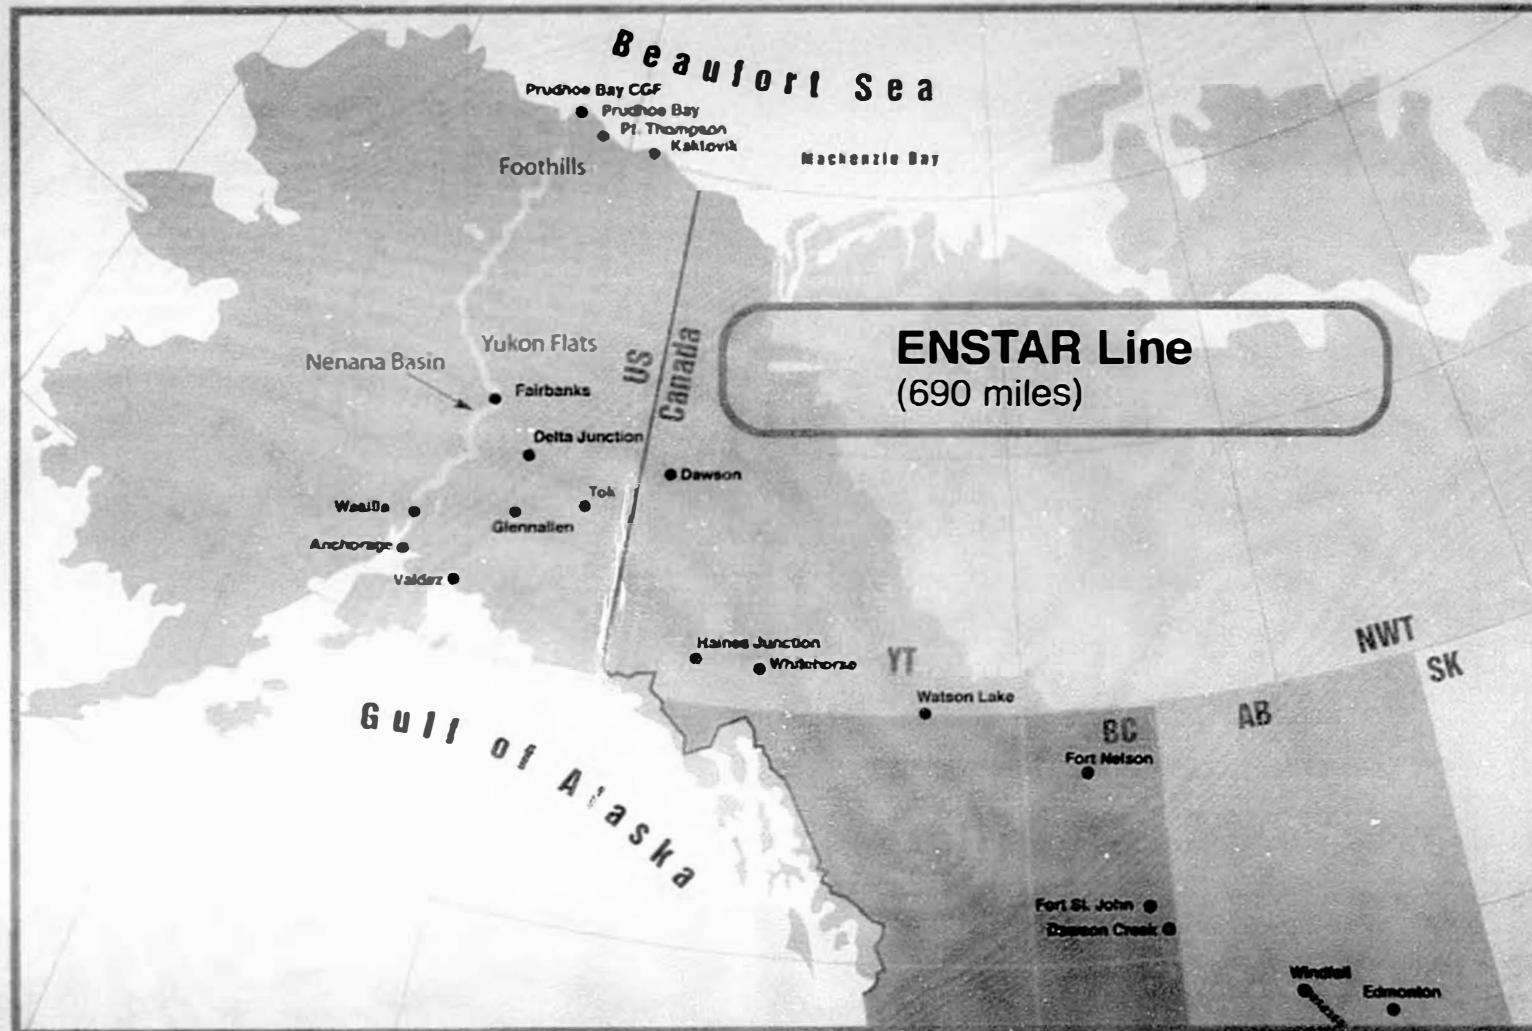 Beaufort Sea
Prudhoe Bay CGF
Prudhoe Bay
Pt. Thompson
Kaktovik
Mackenzie Bay
Foothills
ENSTAR Line
(690 miles)
Yukon Flats
Nenana Basin
US
Canada
Fairbanks
Delta Junction
Dawson
Tok
Wasilla
Glennallen
Anchorage
Valdez
Haines Junction
Whitehorse
YT
NWT
SK
Watson Lake
AB
BC
Gulf of Alaska
Fort Nelson
Fort St. John
Dawson Creek
Windfall
Edmonton